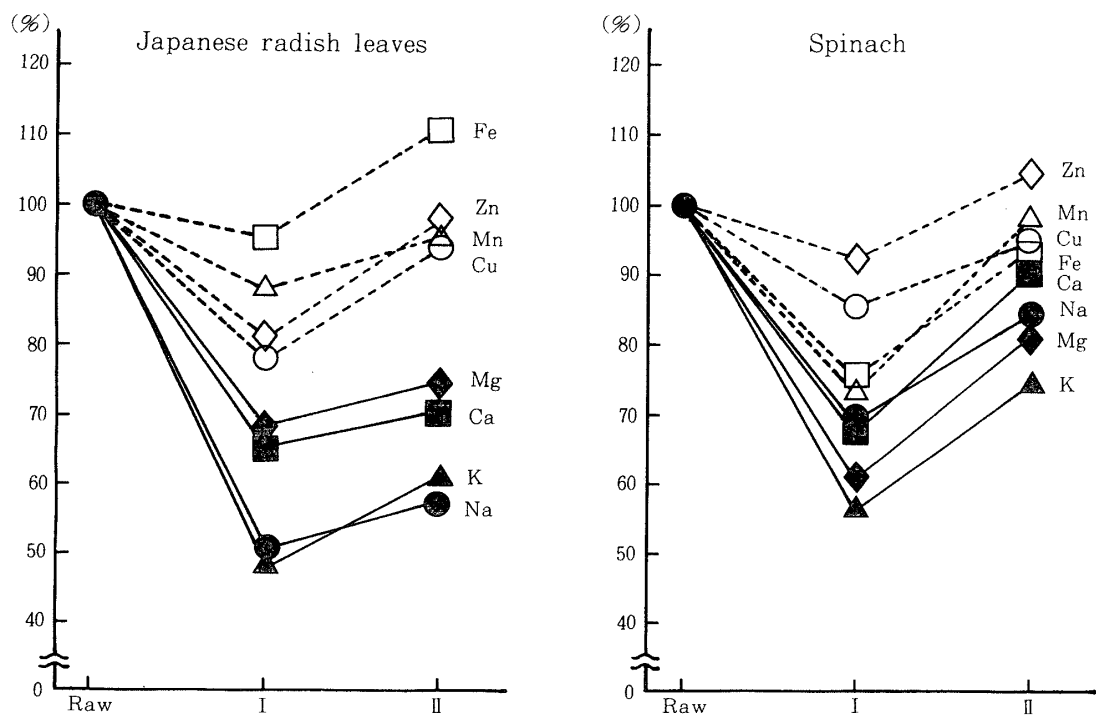 (%)
Japanese radish leaves
120
110
100
90
80
70
60
50
40
0
Fe
Zn
Mn
Cu
Mg
Ca
K
Na
Raw I II
(%)
Spinach
120
110
100
90
80
70
60
50
40
0
Zn
Mn
Cu
Fe
Ca
Na
Mg
K
Raw I II